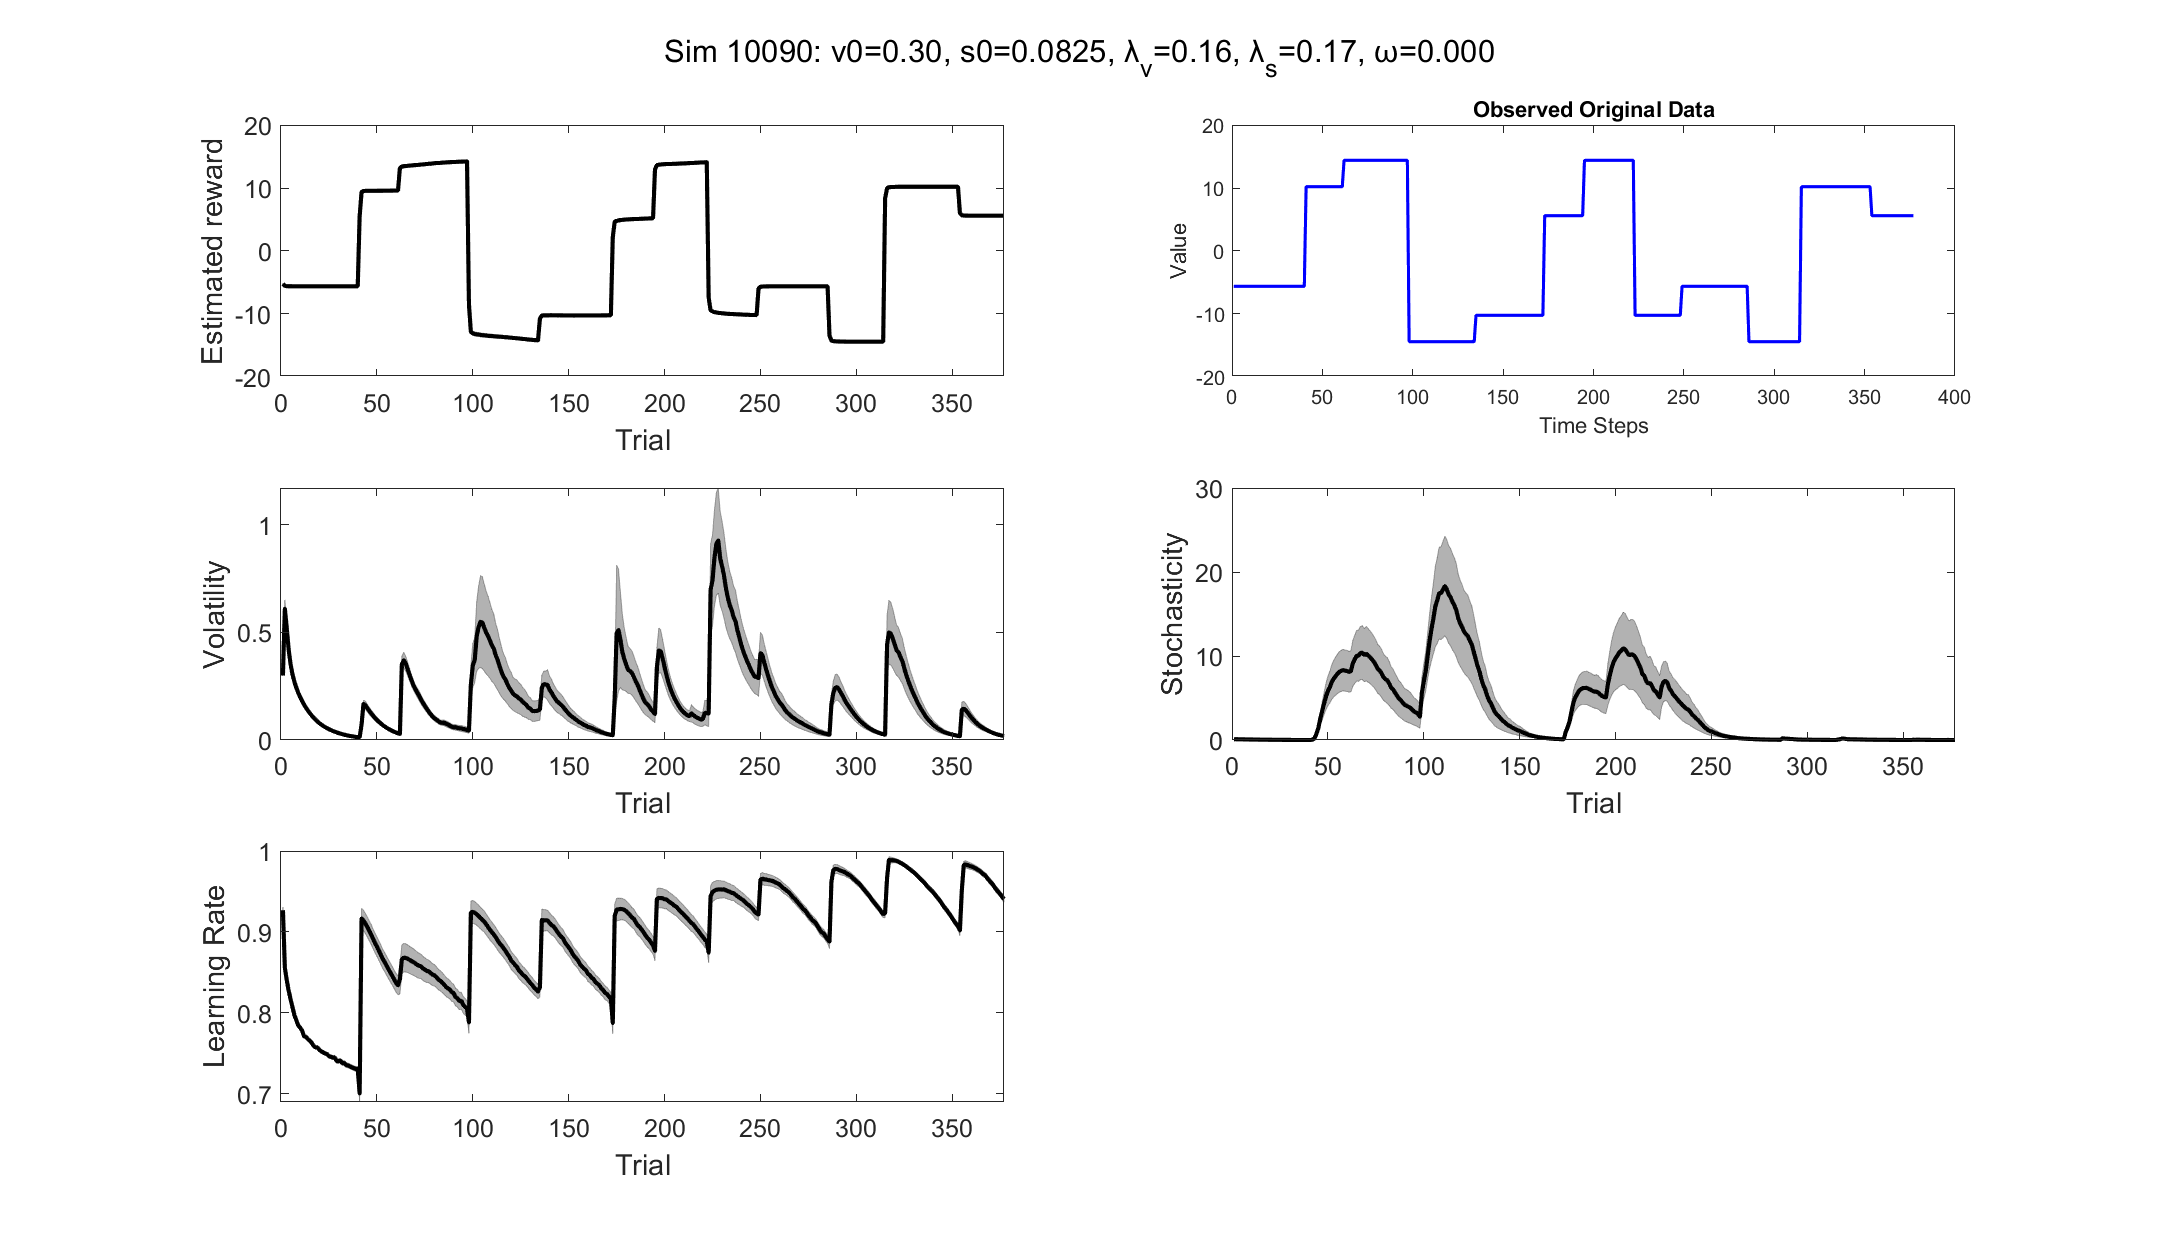 Sim 10090: v0=0.30, s0=0.0825, λ_v=0.16, λ_s=0.17, ω=0.000
20
10
0
-10
-20
Estimated reward
0 50 100 150 200 250 300 350
Trial
Observed Original Data
20
10
0
-10
-20
Value
0 50 100 150 200 250 300 350 400
Time Steps
1
0.5
0
Volatility
0 50 100 150 200 250 300 350
Trial
30
20
10
0
Stochasticity
0 50 100 150 200 250 300 350
Trial
1
0.9
0.8
0.7
Learning Rate
0 50 100 150 200 250 300 350
Trial